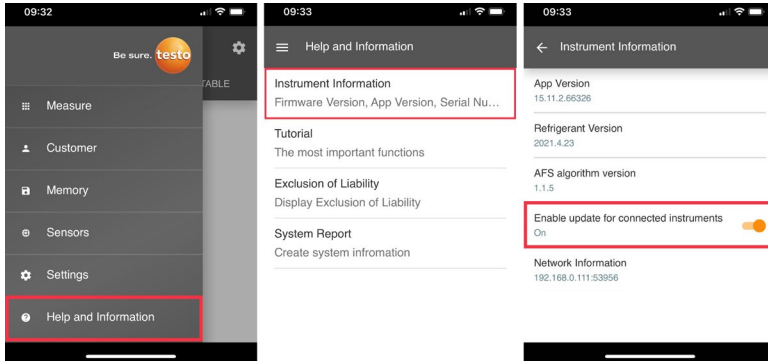 09:32
Be sure. testo
TABLE
Measure
Customer
Memory
Sensors
Settings
Help and Information
09:33
Help and Information
Instrument Information
Firmware Version, App Version, Serial Nu...
Tutorial
The most important functions
Exclusion of Liability
Display Exclusion of Liability
System Report
Create system infromation
09:33
Instrument Information
App Version
15.11.2.66326
Refrigerant Version
2021.4.23
AFS algorithm version
1.1.5
Enable update for connected instruments
On
Network Information
192.168.0.111:53956